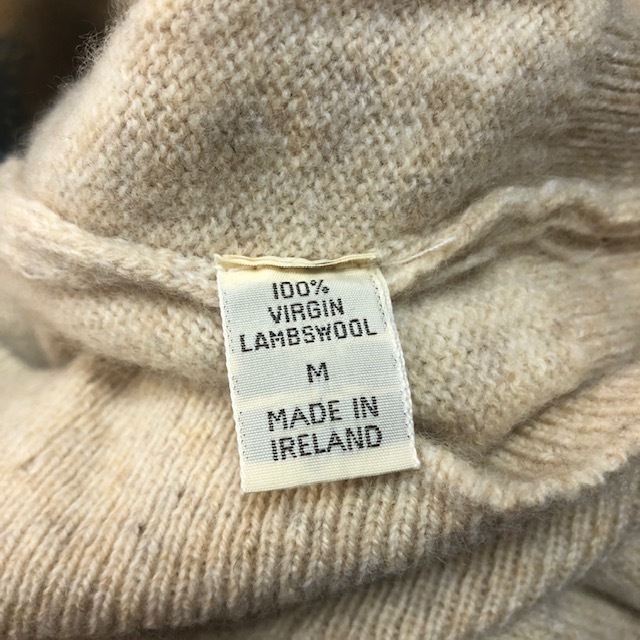 100%
VIRGIN
LAMBSWOOL
M
MADE IN
IRELAND